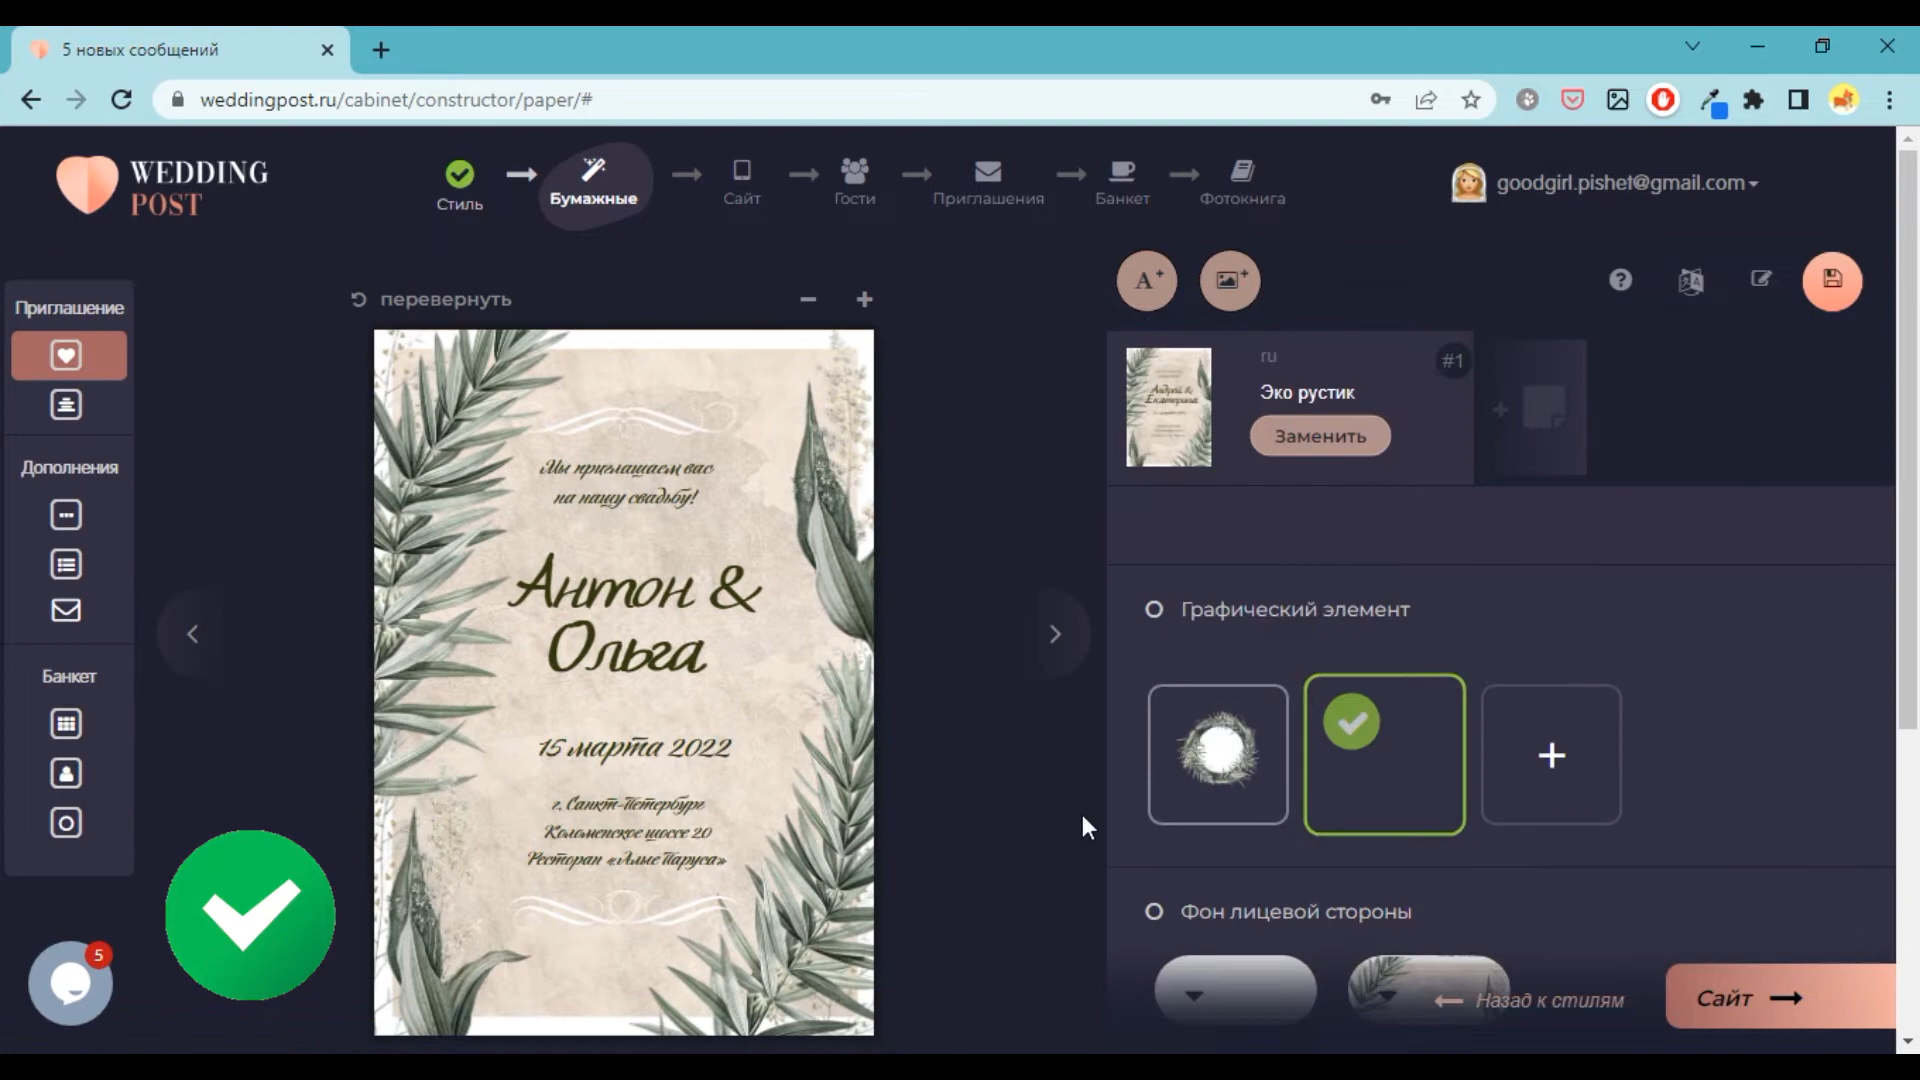 5 новых сообщений
weddingpost.ru/cabinet/constructor/paper/#
WEDDING
POST
Стиль
Бумажные
Сайт
Гости
Приглашения
Банкет
Фотокнига
goodgirl.pishet@gmail.com
Приглашение
Дополнения
Банкет
5
перевернуть
Мы приглашаем вас
на нашу свадьбу!
Антон &
Ольга
15 марта 2022
г. Санкт-Петербург
Коломенское шоссе 20
Ресторан «Алые Паруса»
A+
ru
#1
Эко рустик
Заменить
Андрей &
Екатерина
Графический элемент
Фон лицевой стороны
Назад к стилям
Сайт